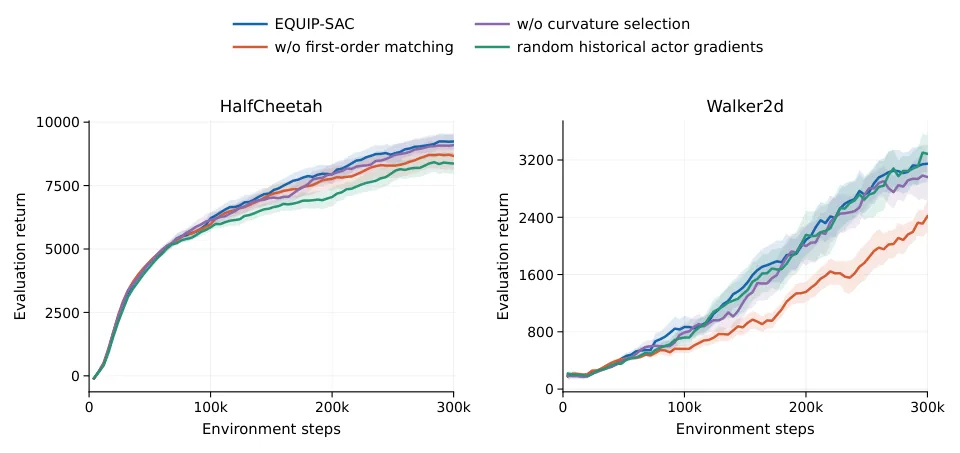 EQUIP-SAC
w/o curvature selection
w/o first-order matching
random historical actor gradients
HalfCheetah
Walker2d
10000
7500
5000
2500
0
Evaluation return
0
100k
200k
300k
Environment steps
3200
2400
1600
800
0
Evaluation return
0
100k
200k
300k
Environment steps